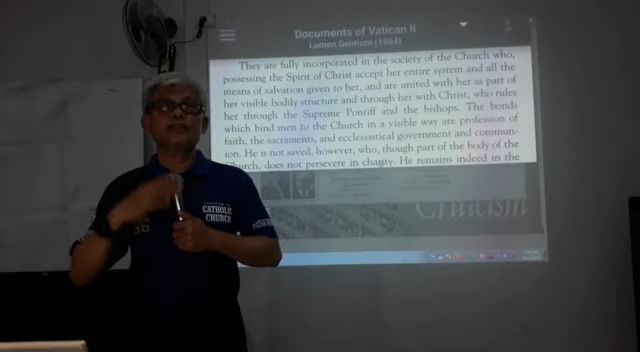 Documents of Vatican II
Lumen Gentium (1964)
They are fully incorporated in the society of the Church who,
possessing the Spirit of Christ accept her entire system and all the
means of salvation given to her, and are united with her as part of
her visible bodily structure and through her with Christ, who rules
her through the Supreme Pontiff and the bishops. The bonds
which bind men to the Church in a visible way are profession of
faith, the sacraments, and ecclesiastical government and commun-
ion. He is not saved, however, who, though part of the body of the
Church, does not persevere in charity. He remains indeed in the
Criticism
CATHOLIC
CHURCH